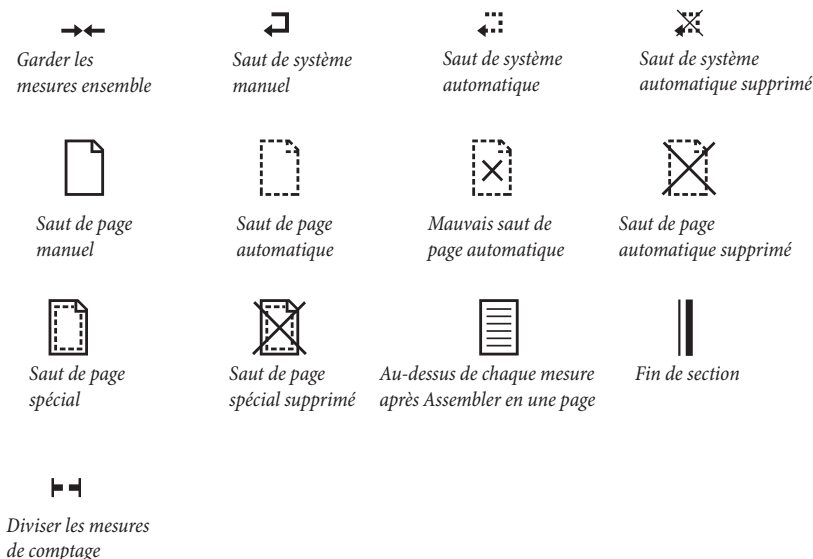 Garder les
mesures ensemble
Saut de système
manuel
Saut de système
automatique
Saut de système
automatique supprimé
Saut de page
manuel
Saut de page
automatique
Mauvais saut de
page automatique
Saut de page
automatique supprimé
Saut de page
spécial
Saut de page
spécial supprimé
Au-dessus de chaque mesure
après Assembler en une page
Fin de section
Diviser les mesures
de comptage